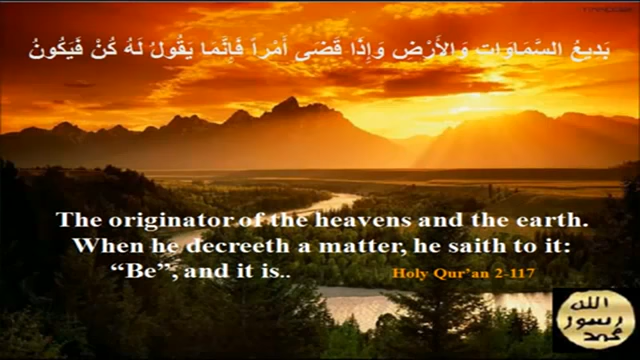 بَدِيعُ السَّمَاوَاتِ وَالأَرْضِ وَإِذَا قَضَى أَمْراً فَإِنَّمَا يَقُولُ لَهُ كُنْ فَيَكُونُ
The originator of the heavens and the earth.
When he decreeth a matter, he saith to it:
“Be”, and it is..
Holy Qur’an 2-117
الله
رسول
محمد